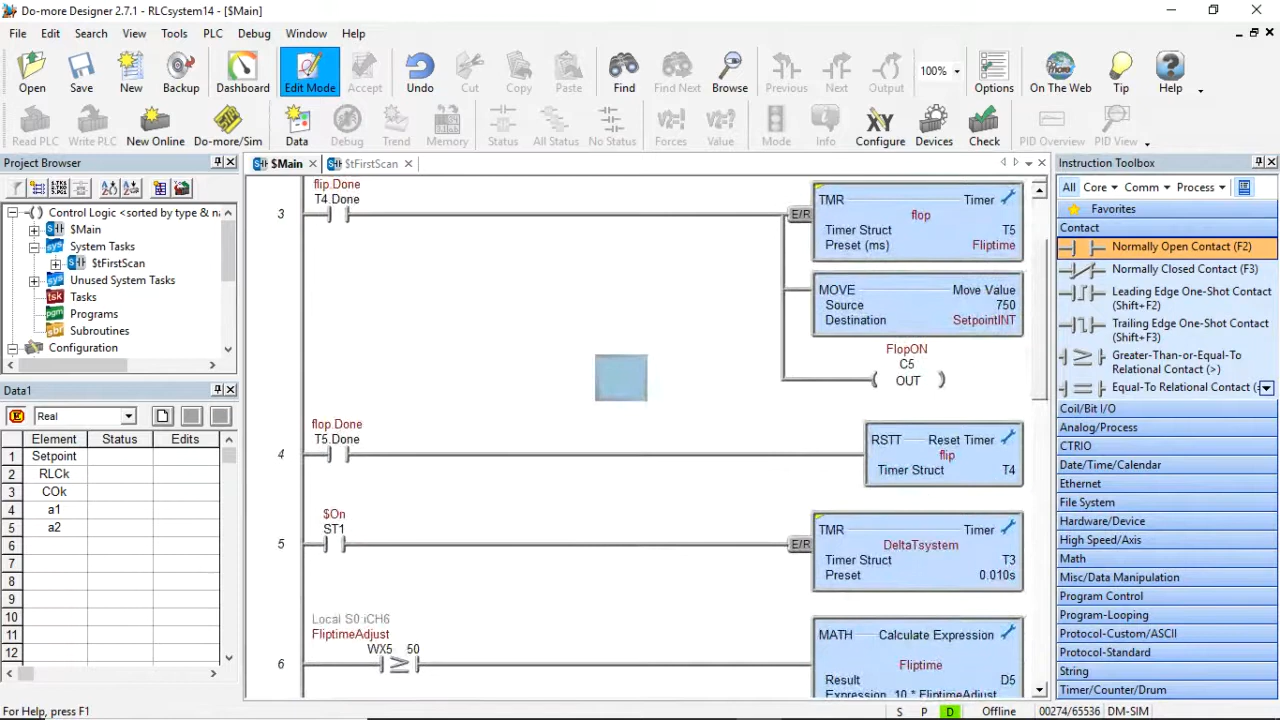 Do-more Designer 2.7.1 - RLCsystem14 - [$Main]
File Edit Search View Tools PLC Debug Window Help
Open Save New Backup Dashboard Edit Mode Accept Undo Cut Copy Paste Find Find Next Browse Previous Next Output 100% Options On The Web Tip Help
Read PLC Write PLC New Online Do-more/Sim Data Debug Trend Memory Status All Status No Status Forces Values Mode Info Configure Devices Check PID Overview PID View
Project Browser
Control Logic <sorted by type & n
$Main
System Tasks
$tFirstScan
Unused System Tasks
Tasks
Programs
Subroutines
Configuration
Data1
Real
Element Status Edits
1 Setpoint
2 RLCk
3 COk
4 a1
5 a2
6
7
8
9
10
11
12
$Main $tFirstScan
flip.Done
T4.Done
3
E/R
TMR Timer
flop
Timer Struct T5
Preset (ms) Fliptime
MOVE Move Value
Source 750
Destination SetpointINT
FlopON
C5
OUT
flop.Done
T5.Done
4
RSTT Reset Timer
flip
Timer Struct T4
$On
ST1
5
E/R
TMR Timer
DeltaTsystem
Timer Struct T3
Preset 0.010s
Local S0 iCH6
FliptimeAdjust
WX5 50
≥
6
MATH Calculate Expression
Fliptime
Result D5
Expression 10 * FliptimeAdjust
Instruction Toolbox
All Core Comm Process
Favorites
Contact
Normally Open Contact (F2)
Normally Closed Contact (F3)
Leading Edge One-Shot Contact
(Shift+F2)
Trailing Edge One-Shot Contact
(Shift+F3)
Greater-Than-or-Equal-To
Relational Contact (>)
Equal-To Relational Contact (
Coil/Bit I/O
Analog/Process
CTRIO
Date/Time/Calendar
Ethernet
File System
Hardware/Device
High Speed/Axis
Math
Misc/Data Manipulation
Program Control
Program-Looping
Protocol-Custom/ASCII
Protocol-Standard
String
Timer/Counter/Drum
For Help, press F1
S P D Offline 00274/65536 DM-SIM